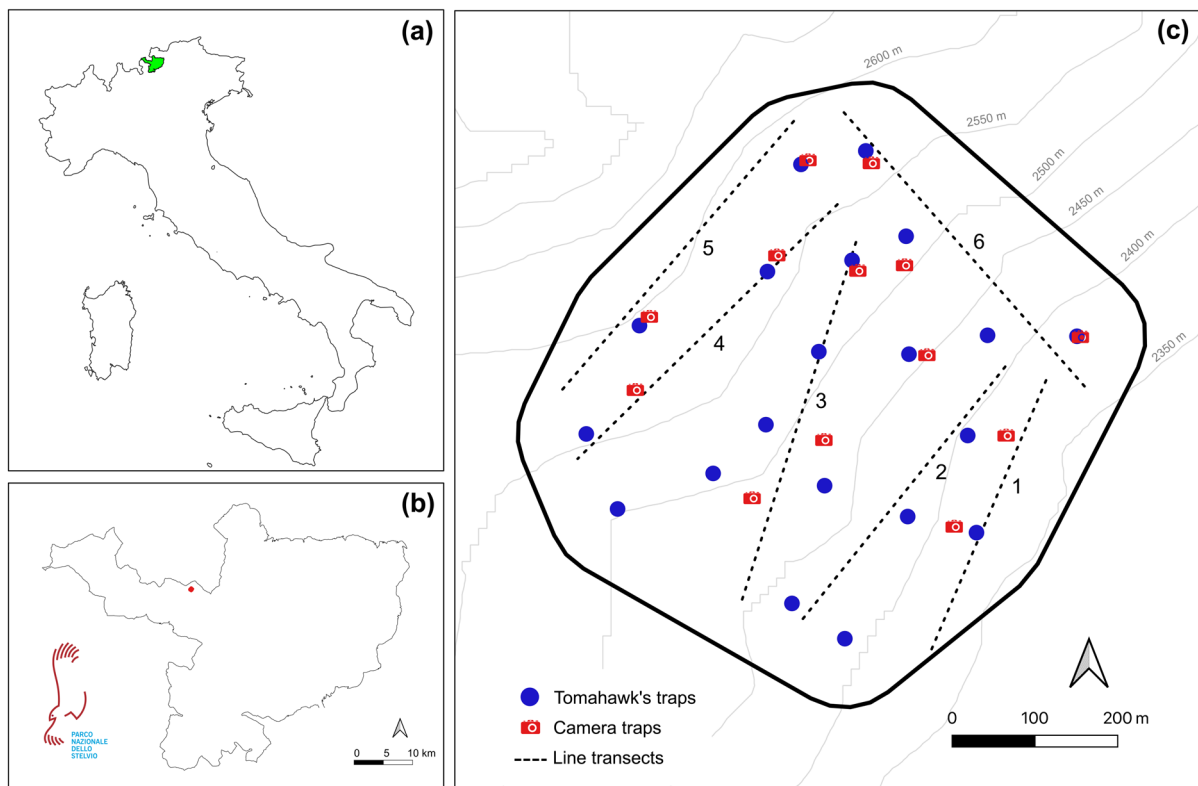 (a)
(b)
PARCO
NAZIONALE
DELLO
STELVIO
0 5 10 km
(c)
2600 m
2550 m
2500 m
2450 m
2400 m
2350 m
5
6
4
3
2
1
Tomahawk's traps
Camera traps
Line transects
0 100 200 m